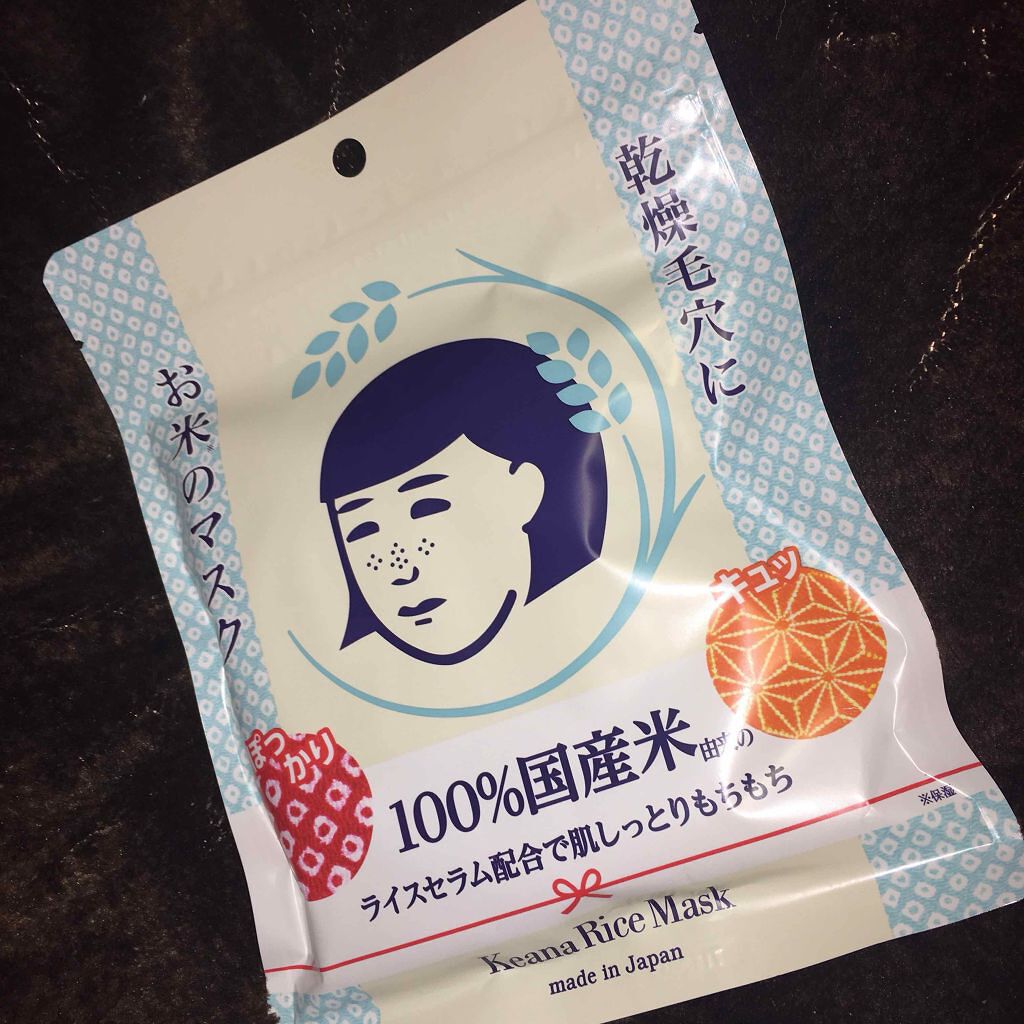 乾燥毛穴に
お米のマスク
キュッ
ぽっかり
100%国産米由来の
ライスセラム配合で肌しっとりもちもち
※保湿
Keana Rice Mask
made in Japan